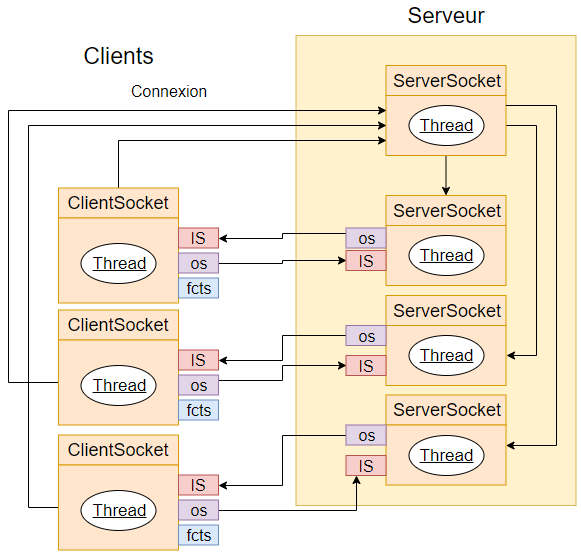 Serveur
Clients
Connexion
ServerSocket
Thread
ClientSocket
Thread
IS
os
fcts
ServerSocket
os
IS
Thread
ClientSocket
Thread
IS
os
fcts
ServerSocket
os
IS
Thread
ClientSocket
Thread
IS
os
fcts
ServerSocket
os
IS
Thread